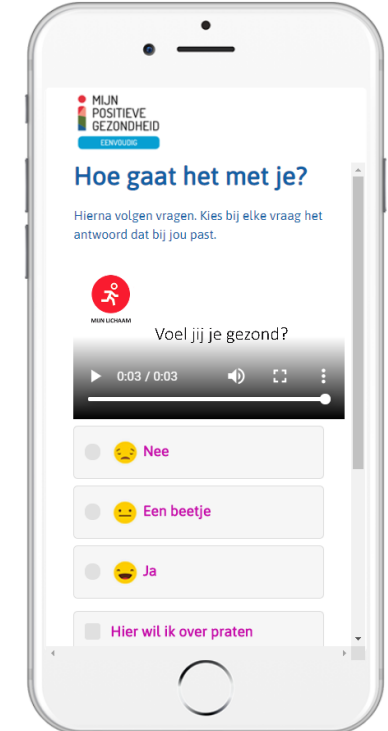 MIJN
POSITIEVE
GEZONDHEID
EENVOUDIG
Hoe gaat het met je?
Hierna volgen vragen. Kies bij elke vraag het
antwoord dat bij jou past.
MIJN LICHAAM
Voel jij je gezond?
0:03 / 0:03
Nee
Een beetje
Ja
Hier wil ik over praten